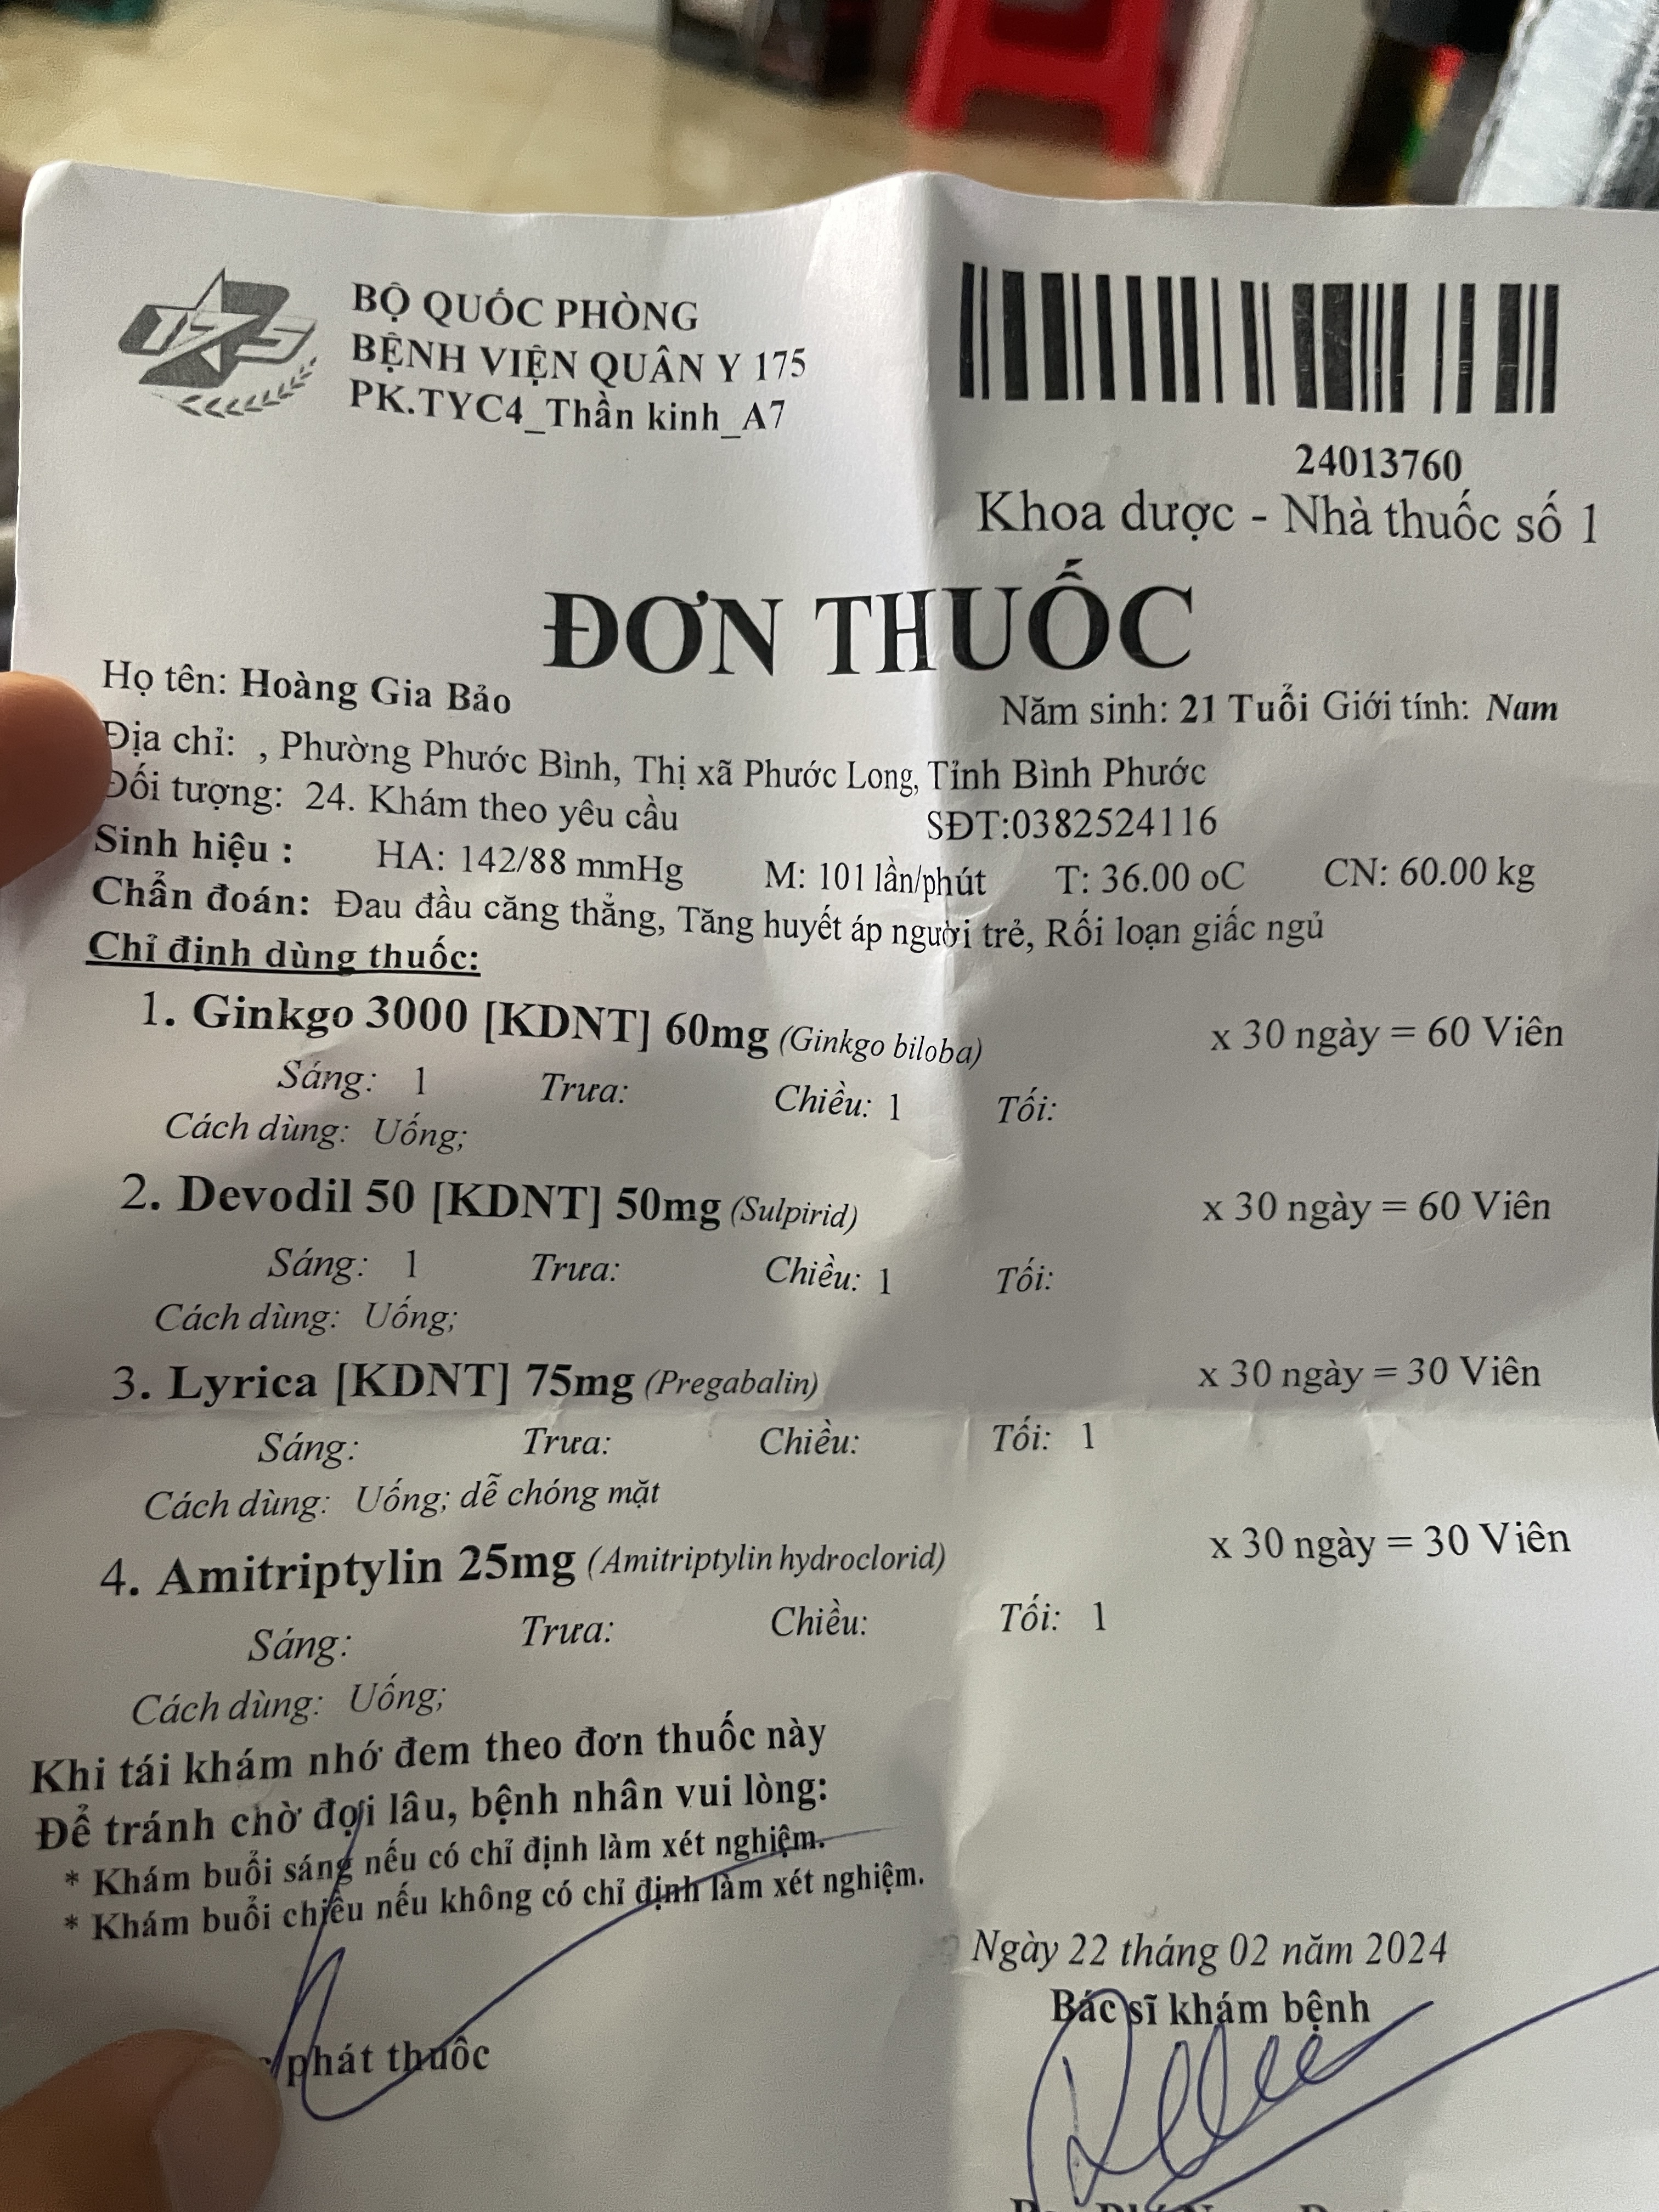 175
BỘ QUỐC PHÒNG
BỆNH VIỆN QUÂN Y 175
PK.TYC4_Thần kinh_A7
24013760
Khoa dược - Nhà thuốc số 1
ĐƠN THUỐC
Họ tên: Hoàng Gia Bảo Năm sinh: 21 Tuổi Giới tính: Nam
Địa chỉ: , Phường Phước Bình, Thị xã Phước Long, Tỉnh Bình Phước
Đối tượng: 24. Khám theo yêu cầu SĐT:0382524116
Sinh hiệu : HA: 142/88 mmHg M: 101 lần/phút T: 36.00 oC CN: 60.00 kg
Chẩn đoán: Đau đầu căng thẳng, Tăng huyết áp người trẻ, Rối loạn giấc ngủ
Chỉ định dùng thuốc:
1. Ginkgo 3000 [KDNT] 60mg (Ginkgo biloba) x 30 ngày = 60 Viên
Sáng: 1 Trưa: Chiều: 1 Tối:
Cách dùng: Uống;
2. Devodil 50 [KDNT] 50mg (Sulpirid) x 30 ngày = 60 Viên
Sáng: 1 Trưa: Chiều: 1 Tối:
Cách dùng: Uống;
3. Lyrica [KDNT] 75mg (Pregabalin) x 30 ngày = 30 Viên
Sáng: Trưa: Chiều: Tối: 1
Cách dùng: Uống; dễ chóng mặt
4. Amitriptylin 25mg (Amitriptylin hydroclorid) x 30 ngày = 30 Viên
Sáng: Trưa: Chiều: Tối: 1
Cách dùng: Uống;
Khi tái khám nhớ đem theo đơn thuốc này
Để tránh chờ đợi lâu, bệnh nhân vui lòng:
* Khám buổi sáng nếu có chỉ định làm xét nghiệm.
* Khám buổi chiều nếu không có chỉ định làm xét nghiệm.
Ngày 22 tháng 02 năm 2024
Bác sĩ khám bệnh
phát thuốc